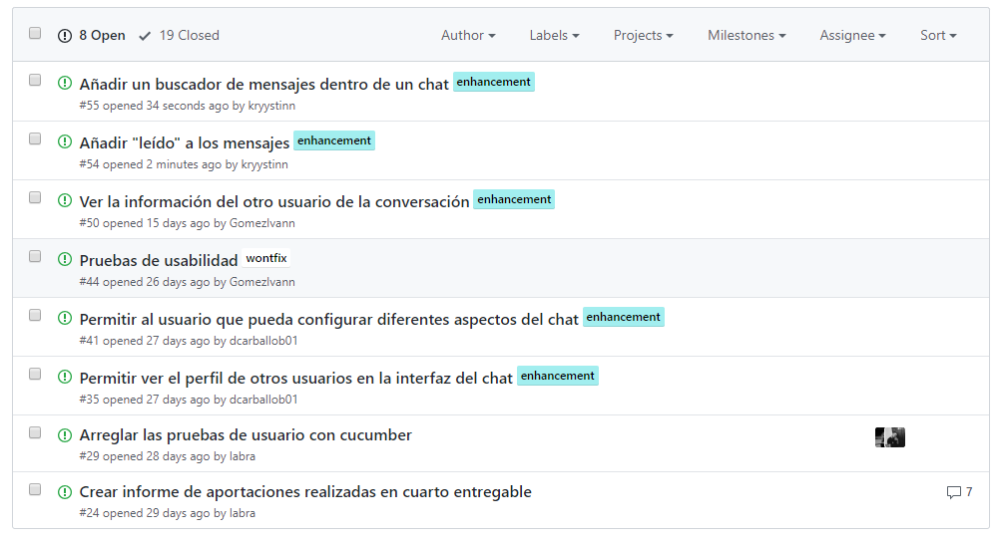 8 Open 19 Closed Author Labels Projects Milestones Assignee Sort
Añadir un buscador de mensajes dentro de un chat enhancement
#55 opened 34 seconds ago by kryystinn
Añadir "leído" a los mensajes enhancement
#54 opened 2 minutes ago by kryystinn
Ver la información del otro usuario de la conversación enhancement
#50 opened 15 days ago by GomezIvann
Pruebas de usabilidad wontfix
#44 opened 26 days ago by GomezIvann
Permitir al usuario que pueda configurar diferentes aspectos del chat enhancement
#41 opened 27 days ago by dcarballob01
Permitir ver el perfil de otros usuarios en la interfaz del chat enhancement
#35 opened 27 days ago by dcarballob01
Arreglar las pruebas de usuario con cucumber
#29 opened 28 days ago by labra
Crear informe de aportaciones realizadas en cuarto entregable 7
#24 opened 29 days ago by labra